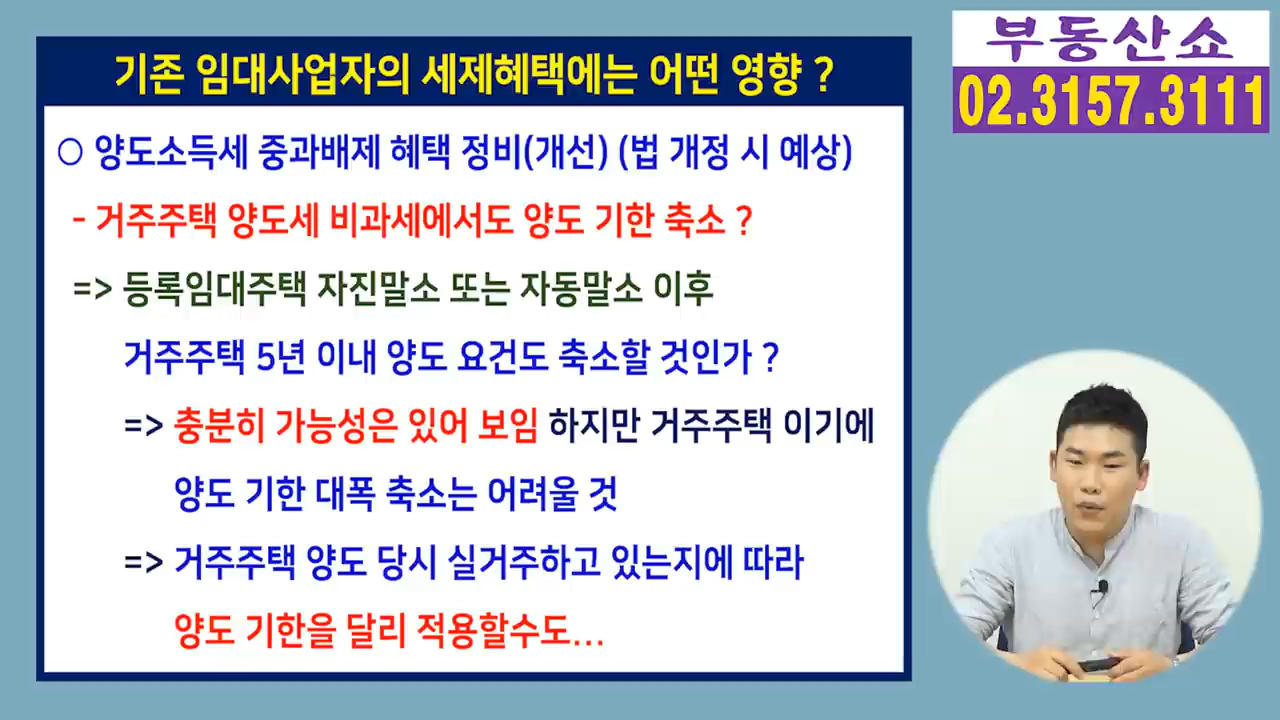 부동산쇼
02.3157.3111
기존 임대사업자의 세제혜택에는 어떤 영향 ?
○ 양도소득세 중과배제 혜택 정비(개선) (법 개정 시 예상)
- 거주주택 양도세 비과세에서도 양도 기한 축소 ?
=> 등록임대주택 자진말소 또는 자동말소 이후
거주주택 5년 이내 양도 요건도 축소할 것인가 ?
=> 충분히 가능성은 있어 보임 하지만 거주주택 이기에
양도 기한 대폭 축소는 어려울 것
=> 거주주택 양도 당시 실거주하고 있는지에 따라
양도 기한을 달리 적용할수도...